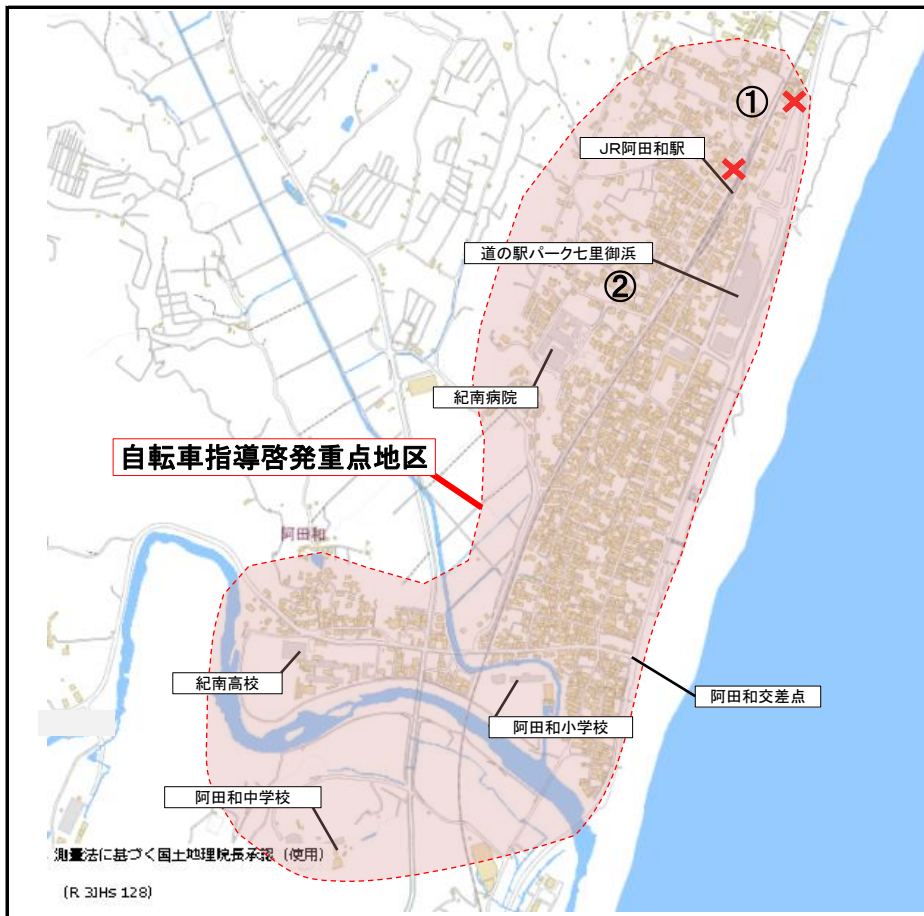 ①
JR阿田和駅
道の駅パーク七里御浜
②
紀南病院
自転車指導啓発重点地区
阿田和
紀南高校
阿田和交差点
阿田和小学校
阿田和中学校
測量法に基づく国土地理院長承認（使用）
(R 3JHs 128)